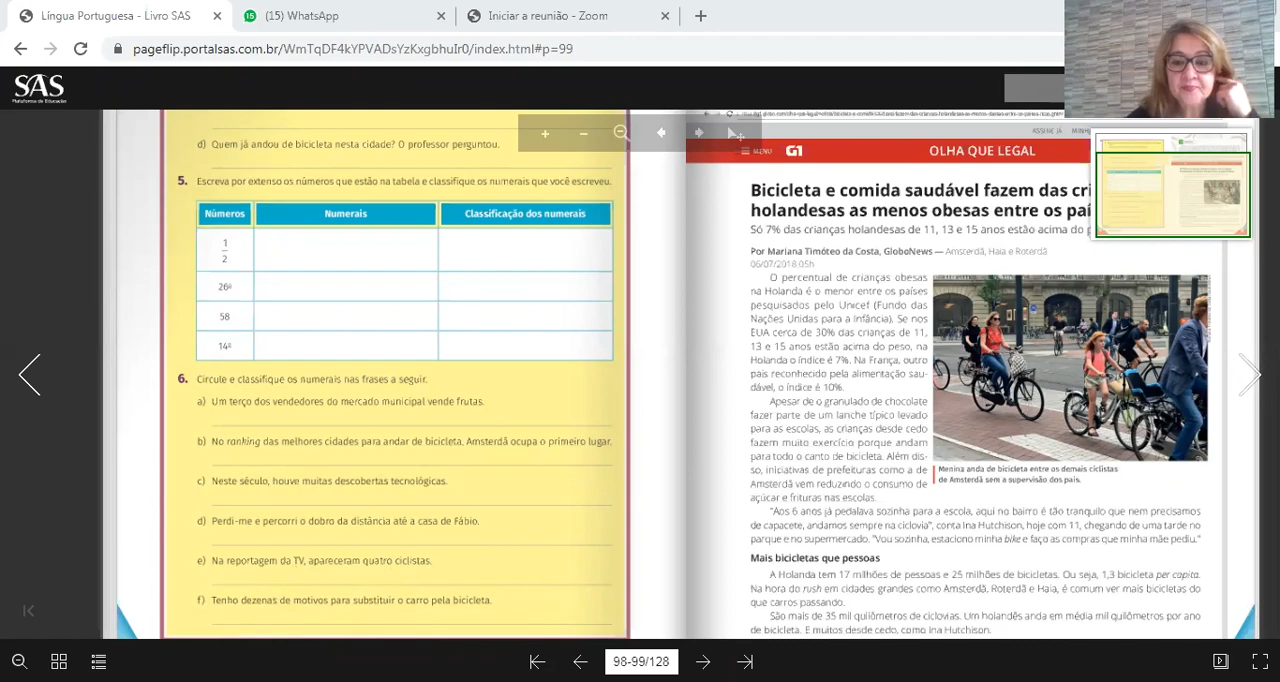 Língua Portuguesa - Livro SAS
(15) WhatsApp
Iniciar a reunião - Zoom
pageflip.portalsas.com.br/WmTqDF4kYPVADsYzKxgbhuIr0/index.html#p=99
SAS
Plataforma de Educação
d) Quem já andou de bicicleta nesta cidade? O professor perguntou.
5. Escreva por extenso os números que estão na tabela e classifique os numerais que você escreveu.
Números Numerais Classificação dos numerais
1
2
26º
58
14º
6. Circule e classifique os numerais nas frases a seguir.
a) Um terço dos vendedores do mercado municipal vende frutas.
b) No ranking das melhores cidades para andar de bicicleta, Amsterdã ocupa o primeiro lugar.
c) Neste século, houve muitas descobertas tecnológicas.
d) Perdi-me e percorri o dobro da distância até a casa de Fábio.
e) Na reportagem da TV, apareceram quatro ciclistas.
f) Tenho dezenas de motivos para substituir o carro pela bicicleta.
ASSINE JÁ
MENU G1 OLHA QUE LEGAL
Bicicleta e comida saudável fazem das
holandesas as menos obesas entre os
Só 7% das crianças holandesas de 11, 13 e 15 anos estão acima do
Por Mariana Timóteo da Costa, GloboNews — Amsterdã, Haia e Roterdã
06/07/2018 05h
O percentual de crianças obesas
na Holanda é o menor entre os países
pesquisados pelo Unicef (Fundo das
Nações Unidas para a Infância). Se nos
EUA cerca de 30% das crianças de 11,
13 e 15 anos estão acima do peso, na
Holanda o índice é 7%. Na França, outro
país reconhecido pela alimentação sau-
dável, o índice é 10%.
Apesar de o granulado de chocolate
fazer parte de um lanche típico levado
para as escolas, as crianças desde cedo
fazem muito exercício porque andam
para todo o canto de bicicleta. Além dis-
so, iniciativas de prefeituras como a de
Amsterdã vem reduzindo o consumo de
açúcar e frituras nas escolas.
Menina anda de bicicleta entre os demais ciclistas
de Amsterdã sem a supervisão dos pais.
"Aos 6 anos já pedalava sozinha para a escola, aqui no bairro é tão tranquilo que nem precisamos
de capacete, andamos sempre na ciclovia", conta Ina Hutchison, hoje com 11, chegando de uma tarde no
parque e no supermercado. "Vou sozinha, estaciono minha bike e faço as compras que minha mãe pediu."
Mais bicicletas que pessoas
A Holanda tem 17 milhões de pessoas e 25 milhões de bicicletas. Ou seja, 1,3 bicicleta per capita.
Na hora do rush em cidades grandes como Amsterdã, Roterdã e Haia, é comum ver mais bicicletas do
que carros passando.
São mais de 35 mil quilômetros de ciclovias. Um holandês anda em média mil quilômetros por ano
de bicicleta. E muitos desde cedo, como Ina Hutchison.
98-99/128